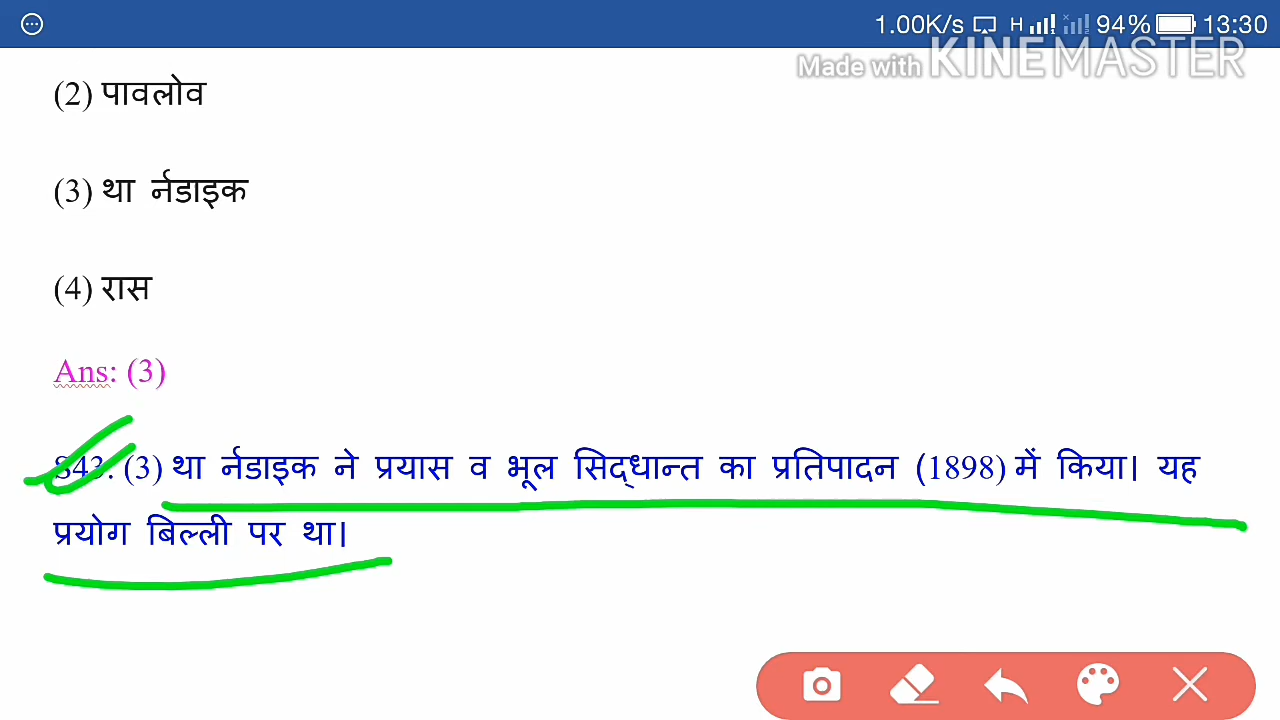 1.00K/s H 94% 13:30
Made with KINEMASTER
(2) पावलोव
(3) था र्नडाइक
(4) रास
Ans: (3)
S43: (3) था र्नडाइक ने प्रयास व भूल सिद्धान्त का प्रतिपादन (1898) में किया। यह
प्रयोग बिल्ली पर था।